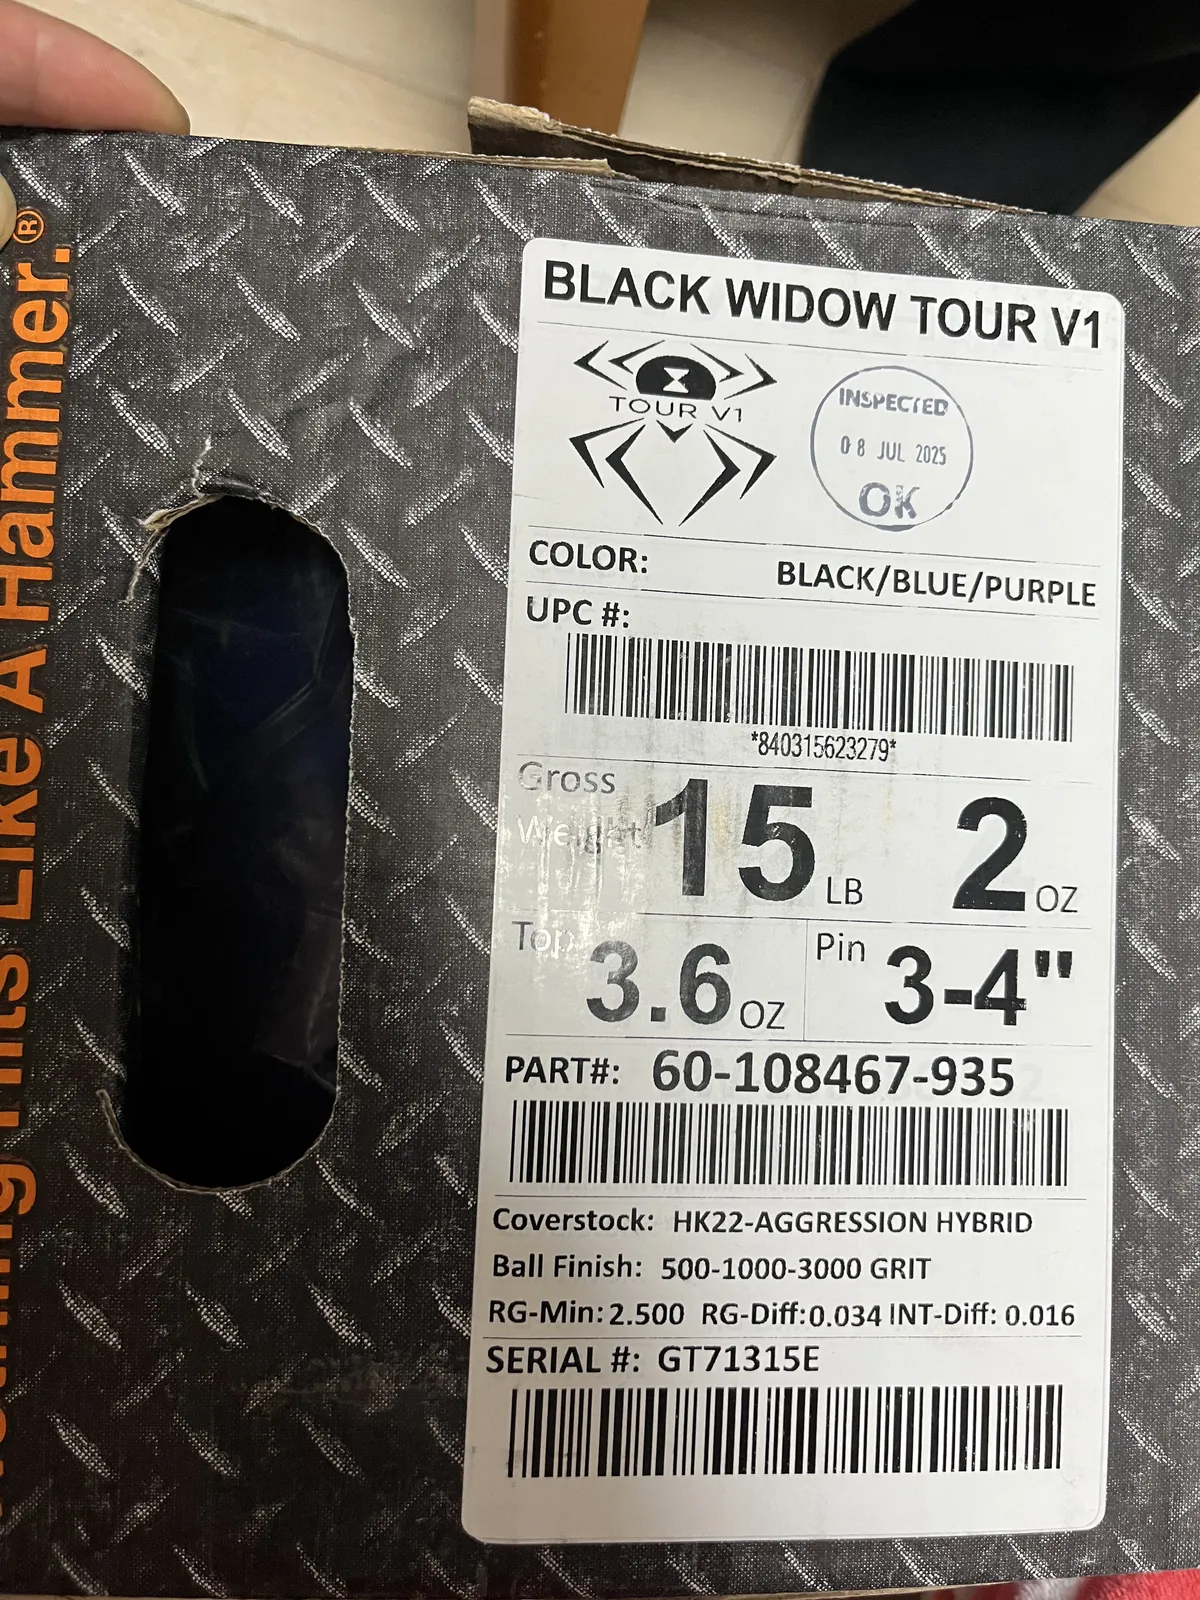 Nothing Hits Like A Hammer.®
BLACK WIDOW TOUR V1
TOUR V1
INSPECTED
08 JUL 2025
OK
COLOR: BLACK/BLUE/PURPLE
UPC #:
*840315623279*
Gross
Weight 15 LB 2 OZ
Top 3.6 OZ Pin 3-4"
PART#: 60-108467-935
Coverstock: HK22-AGGRESSION HYBRID
Ball Finish: 500-1000-3000 GRIT
RG-Min: 2.500 RG-Diff: 0.034 INT-Diff: 0.016
SERIAL #: GT71315E